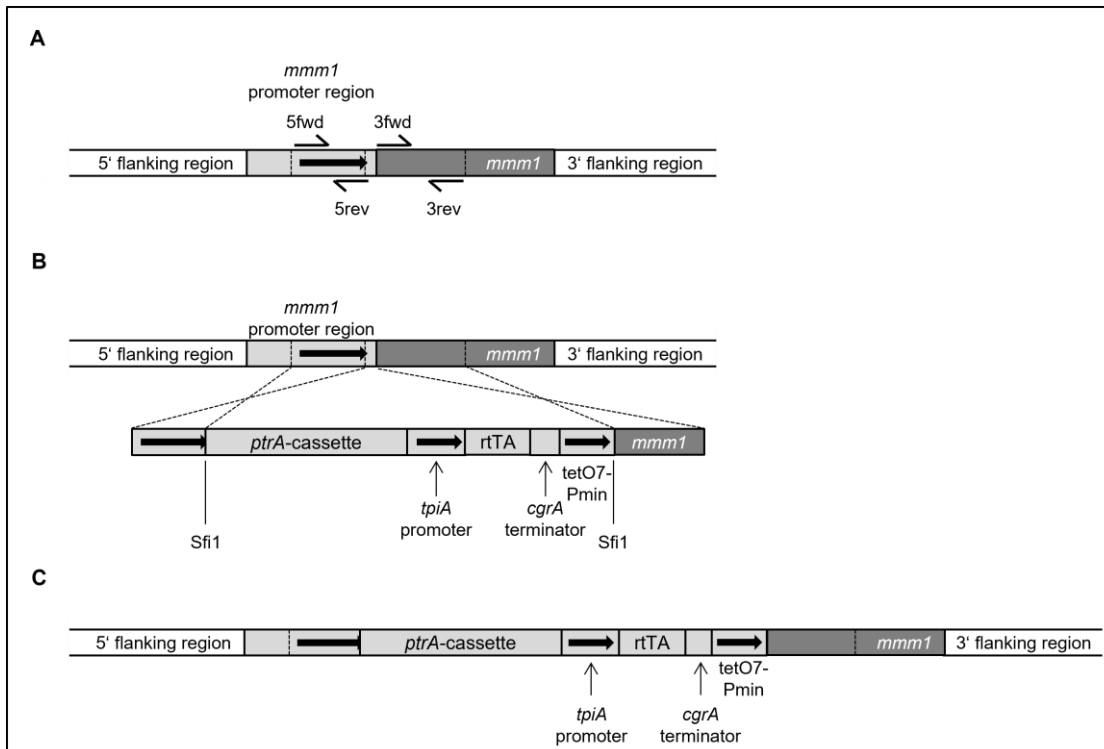 A
mmm1
promoter region
5fwd 3fwd
5‘ flanking region mmm1 3‘ flanking region
5rev 3rev
B
mmm1
promoter region
5‘ flanking region mmm1 3‘ flanking region
ptrA-cassette rtTA mmm1
tetO7-
Pmin
tpiA
promoter
cgrA
terminator
Sfi1 Sfi1
C
5‘ flanking region ptrA-cassette rtTA mmm1 3‘ flanking region
tetO7-
Pmin
tpiA
promoter
cgrA
terminator